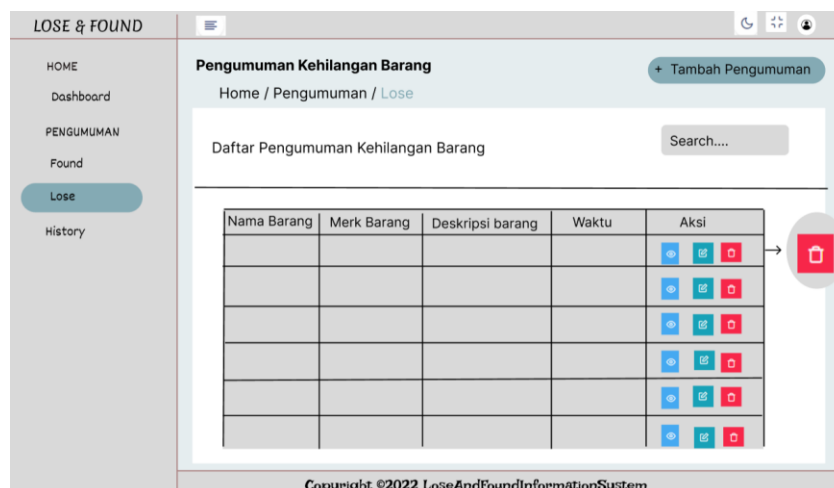 LOSE & FOUND
HOME
Dashboard
PENGUMUMAN
Found
Lose
History
Pengumuman Kehilangan Barang
+ Tambah Pengumuman
Home / Pengumuman / Lose
Daftar Pengumuman Kehilangan Barang
Search....
Nama Barang Merk Barang Deskripsi barang Waktu Aksi
Copyright ©2022 LoseAndFoundInformationSystem